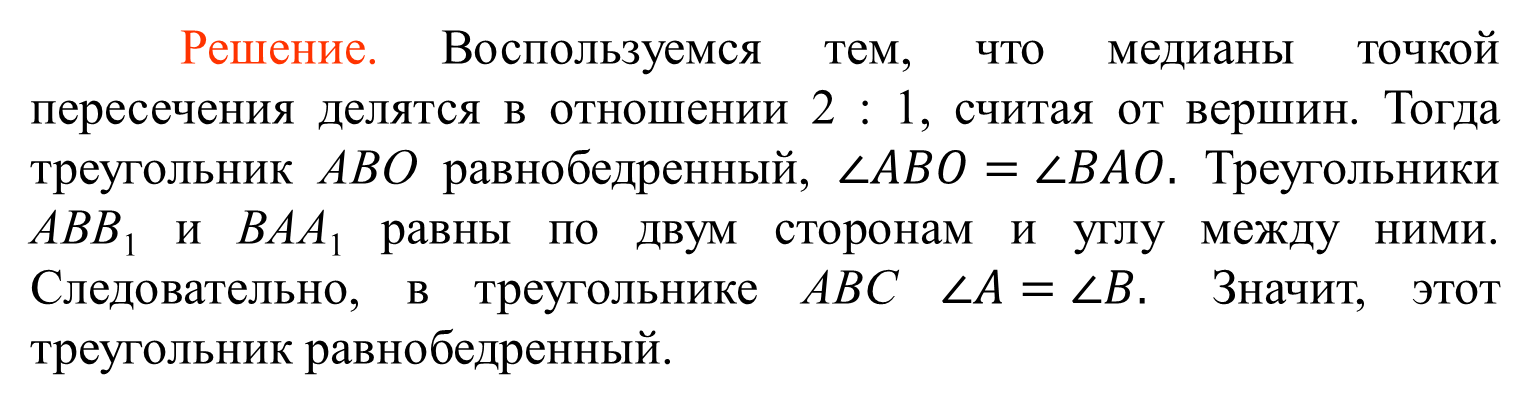 Решение. Воспользуемся тем, что медианы точкой
пересечения делятся в отношении 2 : 1, считая от вершин. Тогда
треугольник ABO равнобедренный, ∠ABO = ∠BAO. Треугольники
ABB₁ и BAA₁ равны по двум сторонам и углу между ними.
Следовательно, в треугольнике ABC ∠A = ∠B. Значит, этот
треугольник равнобедренный.